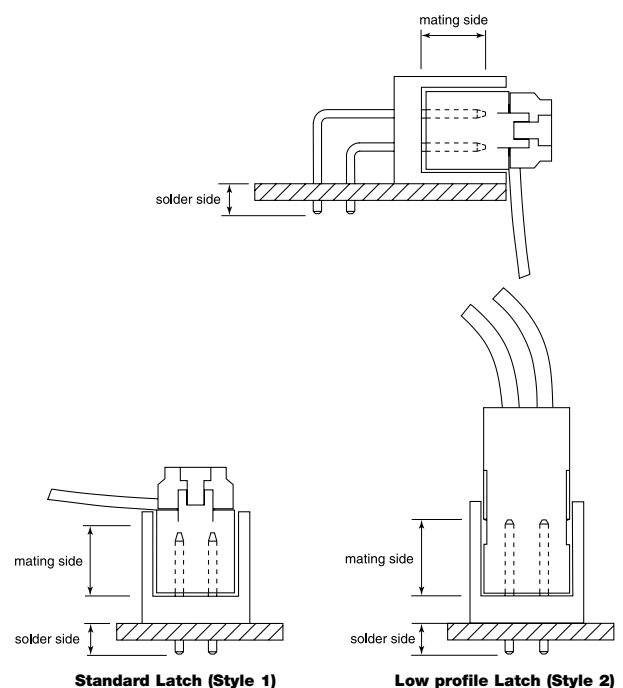 mating side
solder side
mating side
solder side
Standard Latch (Style 1)
mating side
solder side
Low profile Latch (Style 2)